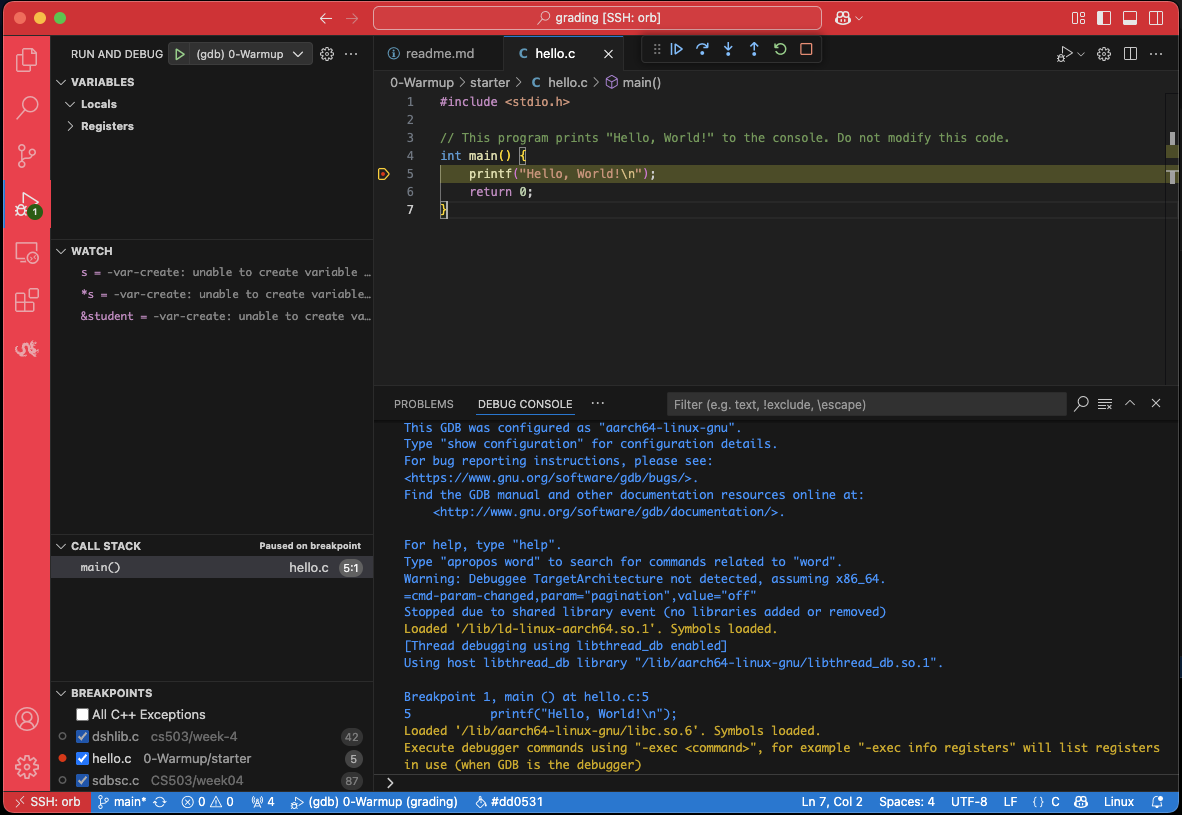 grading [SSH: orb]
RUN AND DEBUG (gdb) 0-Warmup
readme.md
C hello.c
VARIABLES
Locals
Registers
0-Warmup > starter > C hello.c > main()
1 #include <stdio.h>
2
3 // This program prints "Hello, World!" to the console. Do not modify this code.
4 int main() {
5 printf("Hello, World!\n");
6 return 0;
7 }
1
WATCH
s = -var-create: unable to create variable …
*s = -var-create: unable to create variable…
&student = -var-create: unable to create va…
CALL STACK Paused on breakpoint
main() hello.c 5:1
BREAKPOINTS
All C++ Exceptions
dshlib.c cs503/week-4 42
hello.c 0-Warmup/starter 5
sdbsc.c CS503/week04 87
PROBLEMS DEBUG CONSOLE ··· Filter (e.g. text, !exclude, \escape)
This GDB was configured as "aarch64-linux-gnu".
Type "show configuration" for configuration details.
For bug reporting instructions, please see:
<https://www.gnu.org/software/gdb/bugs/>.
Find the GDB manual and other documentation resources online at:
<http://www.gnu.org/software/gdb/documentation/>.
For help, type "help".
Type "apropos word" to search for commands related to "word".
Warning: Debuggee TargetArchitecture not detected, assuming x86_64.
=cmd-param-changed,param="pagination",value="off"
Stopped due to shared library event (no libraries added or removed)
Loaded '/lib/ld-linux-aarch64.so.1'. Symbols loaded.
[Thread debugging using libthread_db enabled]
Using host libthread_db library "/lib/aarch64-linux-gnu/libthread_db.so.1".
Breakpoint 1, main () at hello.c:5
5 printf("Hello, World!\n");
Loaded '/lib/aarch64-linux-gnu/libc.so.6'. Symbols loaded.
Execute debugger commands using "-exec <command>", for example "-exec info registers" will list registers
in use (when GDB is the debugger)
>
SSH: orb main* 0 0 4 (gdb) 0-Warmup (grading) #dd0531 Ln 7, Col 2 Spaces: 4 UTF-8 LF {} C Linux